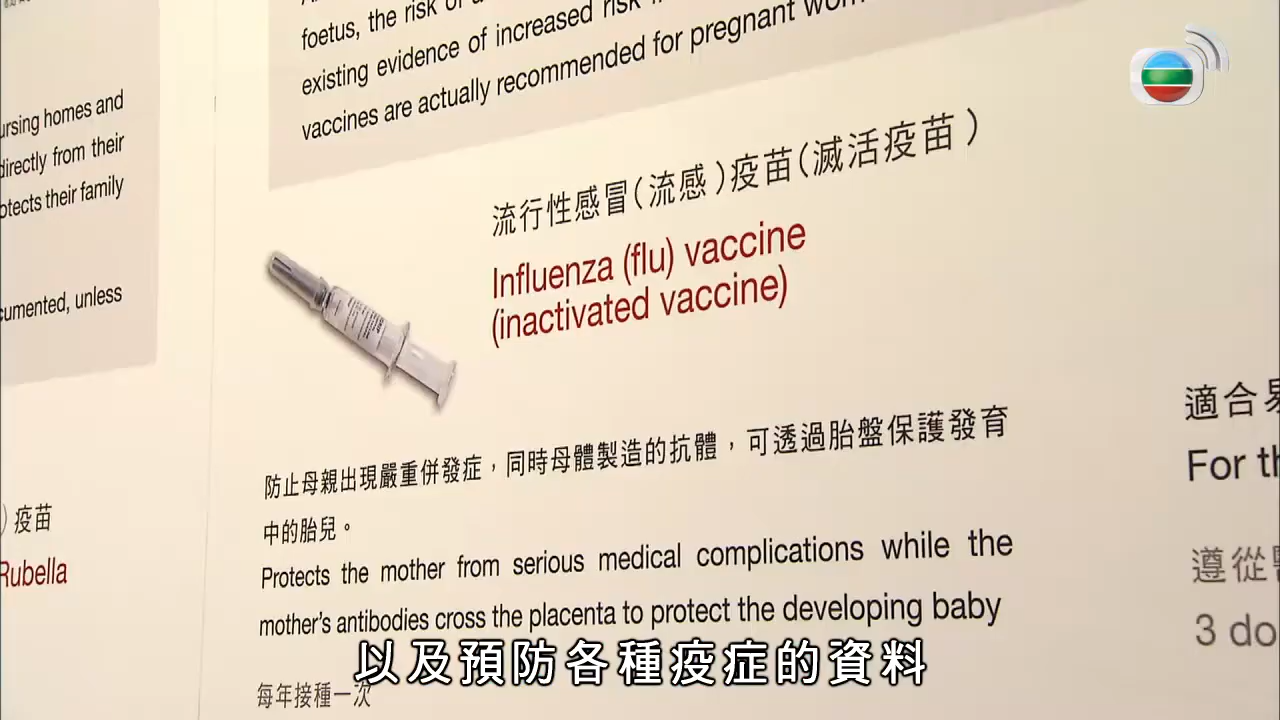 ursing homes and
directly from their
otects their family
cumented, unless
疫苗
Rubella
foetus, the risk of
existing evidence of increased risk
vaccines are actually recommended for pregnant
流行性感冒(流感)疫苗(滅活疫苗)
Influenza (flu) vaccine
(inactivated vaccine)
防止母親出現嚴重併發症，同時母體製造的抗體，可透過胎盤保護發育
中的胎兒。
Protects the mother from serious medical complications while the
mother's antibodies cross the placenta to protect the developing baby
每年接種一次
適合
For th
遵從
3 do
以及預防各種疫症的資料